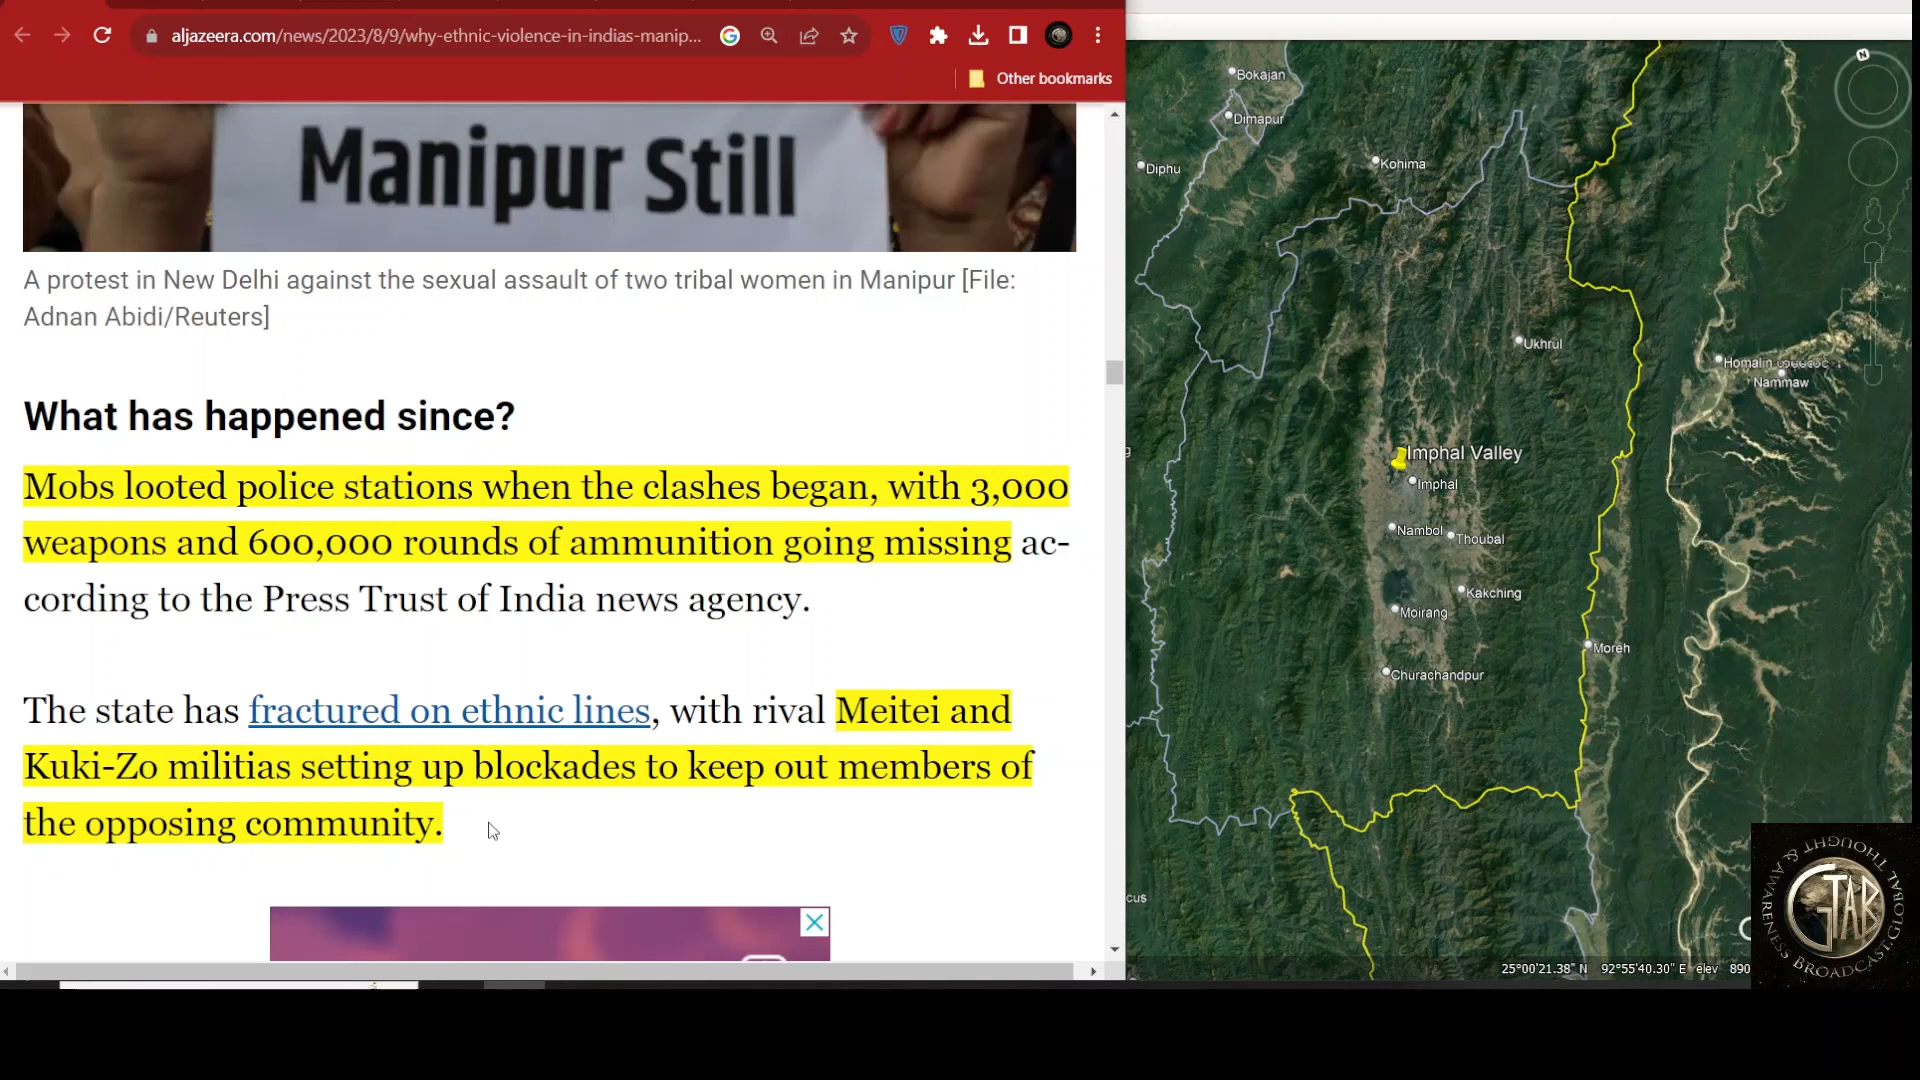 aljazeera.com/news/2023/8/9/why-ethnic-violence-in-indias-manip...
Other bookmarks
Manipur Still
A protest in New Delhi against the sexual assault of two tribal women in Manipur [File:
Adnan Abidi/Reuters]
What has happened since?
Mobs looted police stations when the clashes began, with 3,000
weapons and 600,000 rounds of ammunition going missing ac-
cording to the Press Trust of India news agency.
The state has fractured on ethnic lines, with rival Meitei and
Kuki-Zo militias setting up blockades to keep out members of
the opposing community.
N
Bokajan
Dimapur
Diphu
Kohima
Ukhrul
Homalin
Nammaw
Imphal Valley
Imphal
Nambol
Thoubal
Kakching
Moirang
Moreh
Churachandpur
cus
25°00'21.38" N 92°55'40.30" E elev 890
GTAB
GLOBAL THOUGHT & AWARENESS BROADCAST